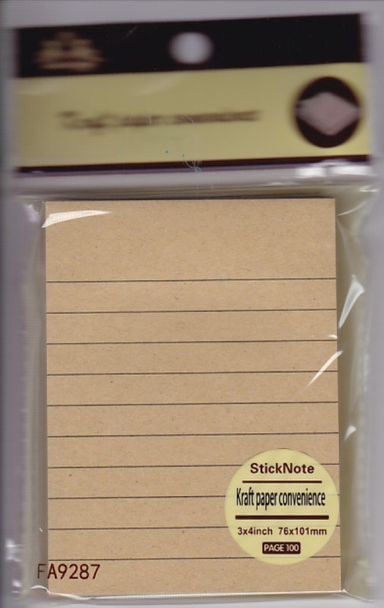 StickNote
Kraft paper convenience
3x4inch 76x101mm
PAGE 100
FA9287